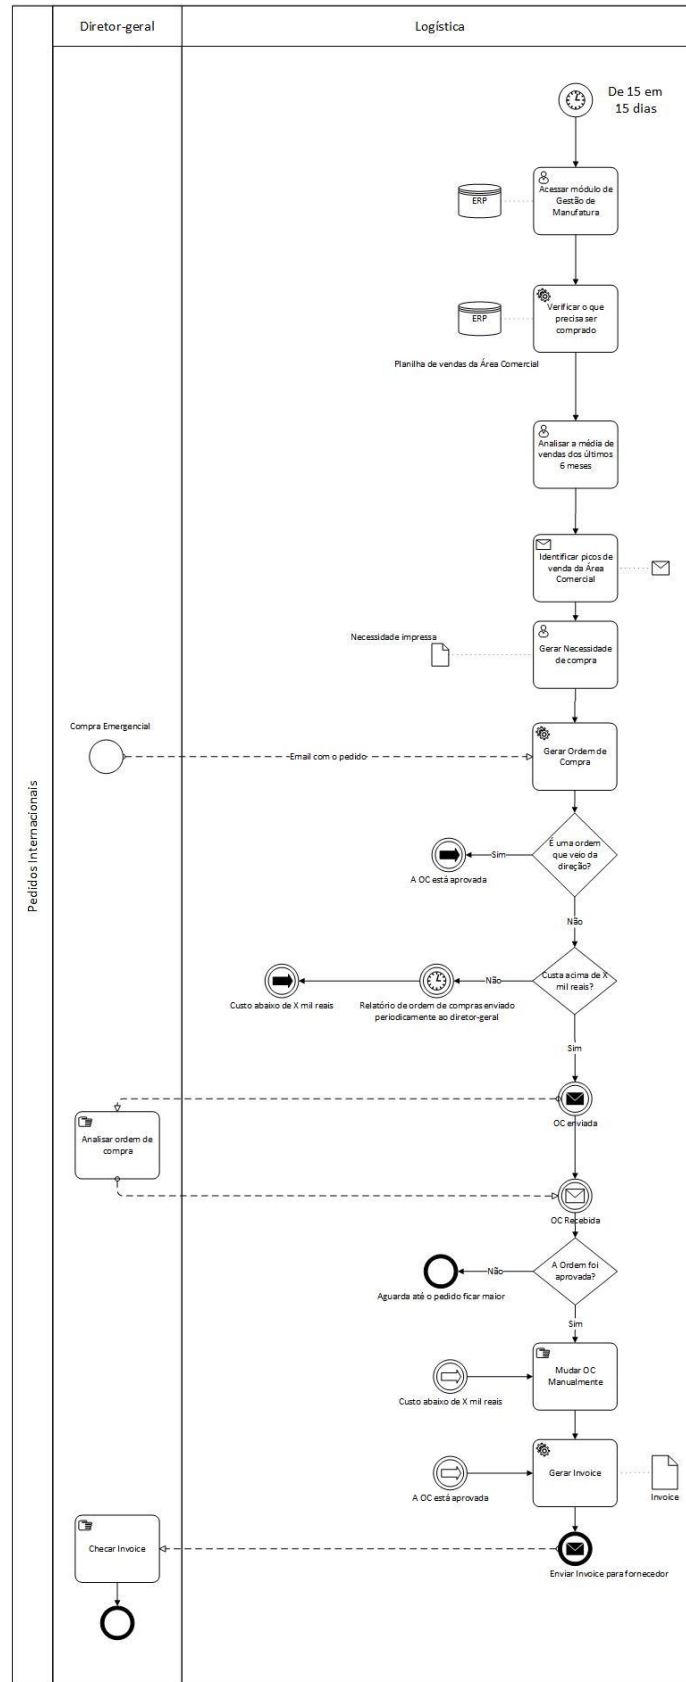 Pedidos Internacionais
Diretor-geral
Logística
De 15 em
15 dias
Acessar módulo de
Gestão de
Manufatura
ERP
Verificar o que
precisa ser
comprado
ERP
Planilha de vendas da Área Comercial
Analisar a média de
vendas dos últimos
6 meses
Identificar picos de
venda da Área
Comercial
Necessidade impressa
Gerar Necessidade
de compra
Compra Emergencial
Email com o pedido
Gerar Ordem de
Compra
É uma ordem
que veio da
direção?
Sim
A OC está aprovada
Não
Custa acima de X
mil reais?
Não
Relatório de ordem de compras enviado
periodicamente ao diretor-geral
Custo abaixo de X mil reais
Sim
OC enviada
Analisar ordem de
compra
OC Recebida
A Ordem foi
aprovada?
Não
Aguarda até o pedido ficar maior
Sim
Mudar OC
Manualmente
Custo abaixo de X mil reais
Gerar Invoice
A OC está aprovada
Invoice
Checar Invoice
Enviar Invoice para fornecedor